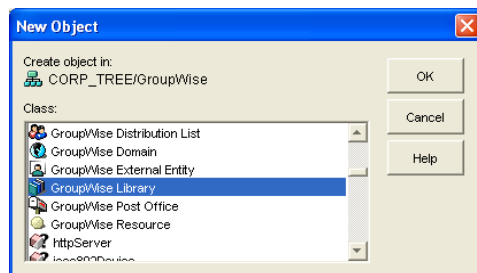 New Object
Create object in:
CORP_TREE/GroupWise
OK
Class:
Cancel
GroupWise Distribution List
GroupWise Domain
Help
GroupWise External Entity
GroupWise Library
GroupWise Post Office
GroupWise Resource
httpServer
ieee802Device